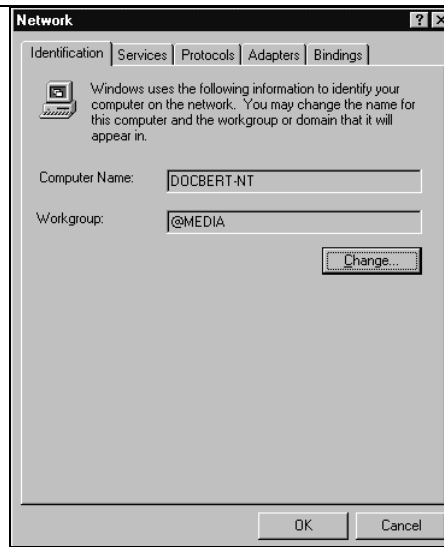 Network
Identification Services Protocols Adapters Bindings
Windows uses the following information to identify your
computer on the network. You may change the name for
this computer and the workgroup or domain that it will
appear in.
Computer Name: DOCBERT-NT
Workgroup: @MEDIA
Change...
OK Cancel